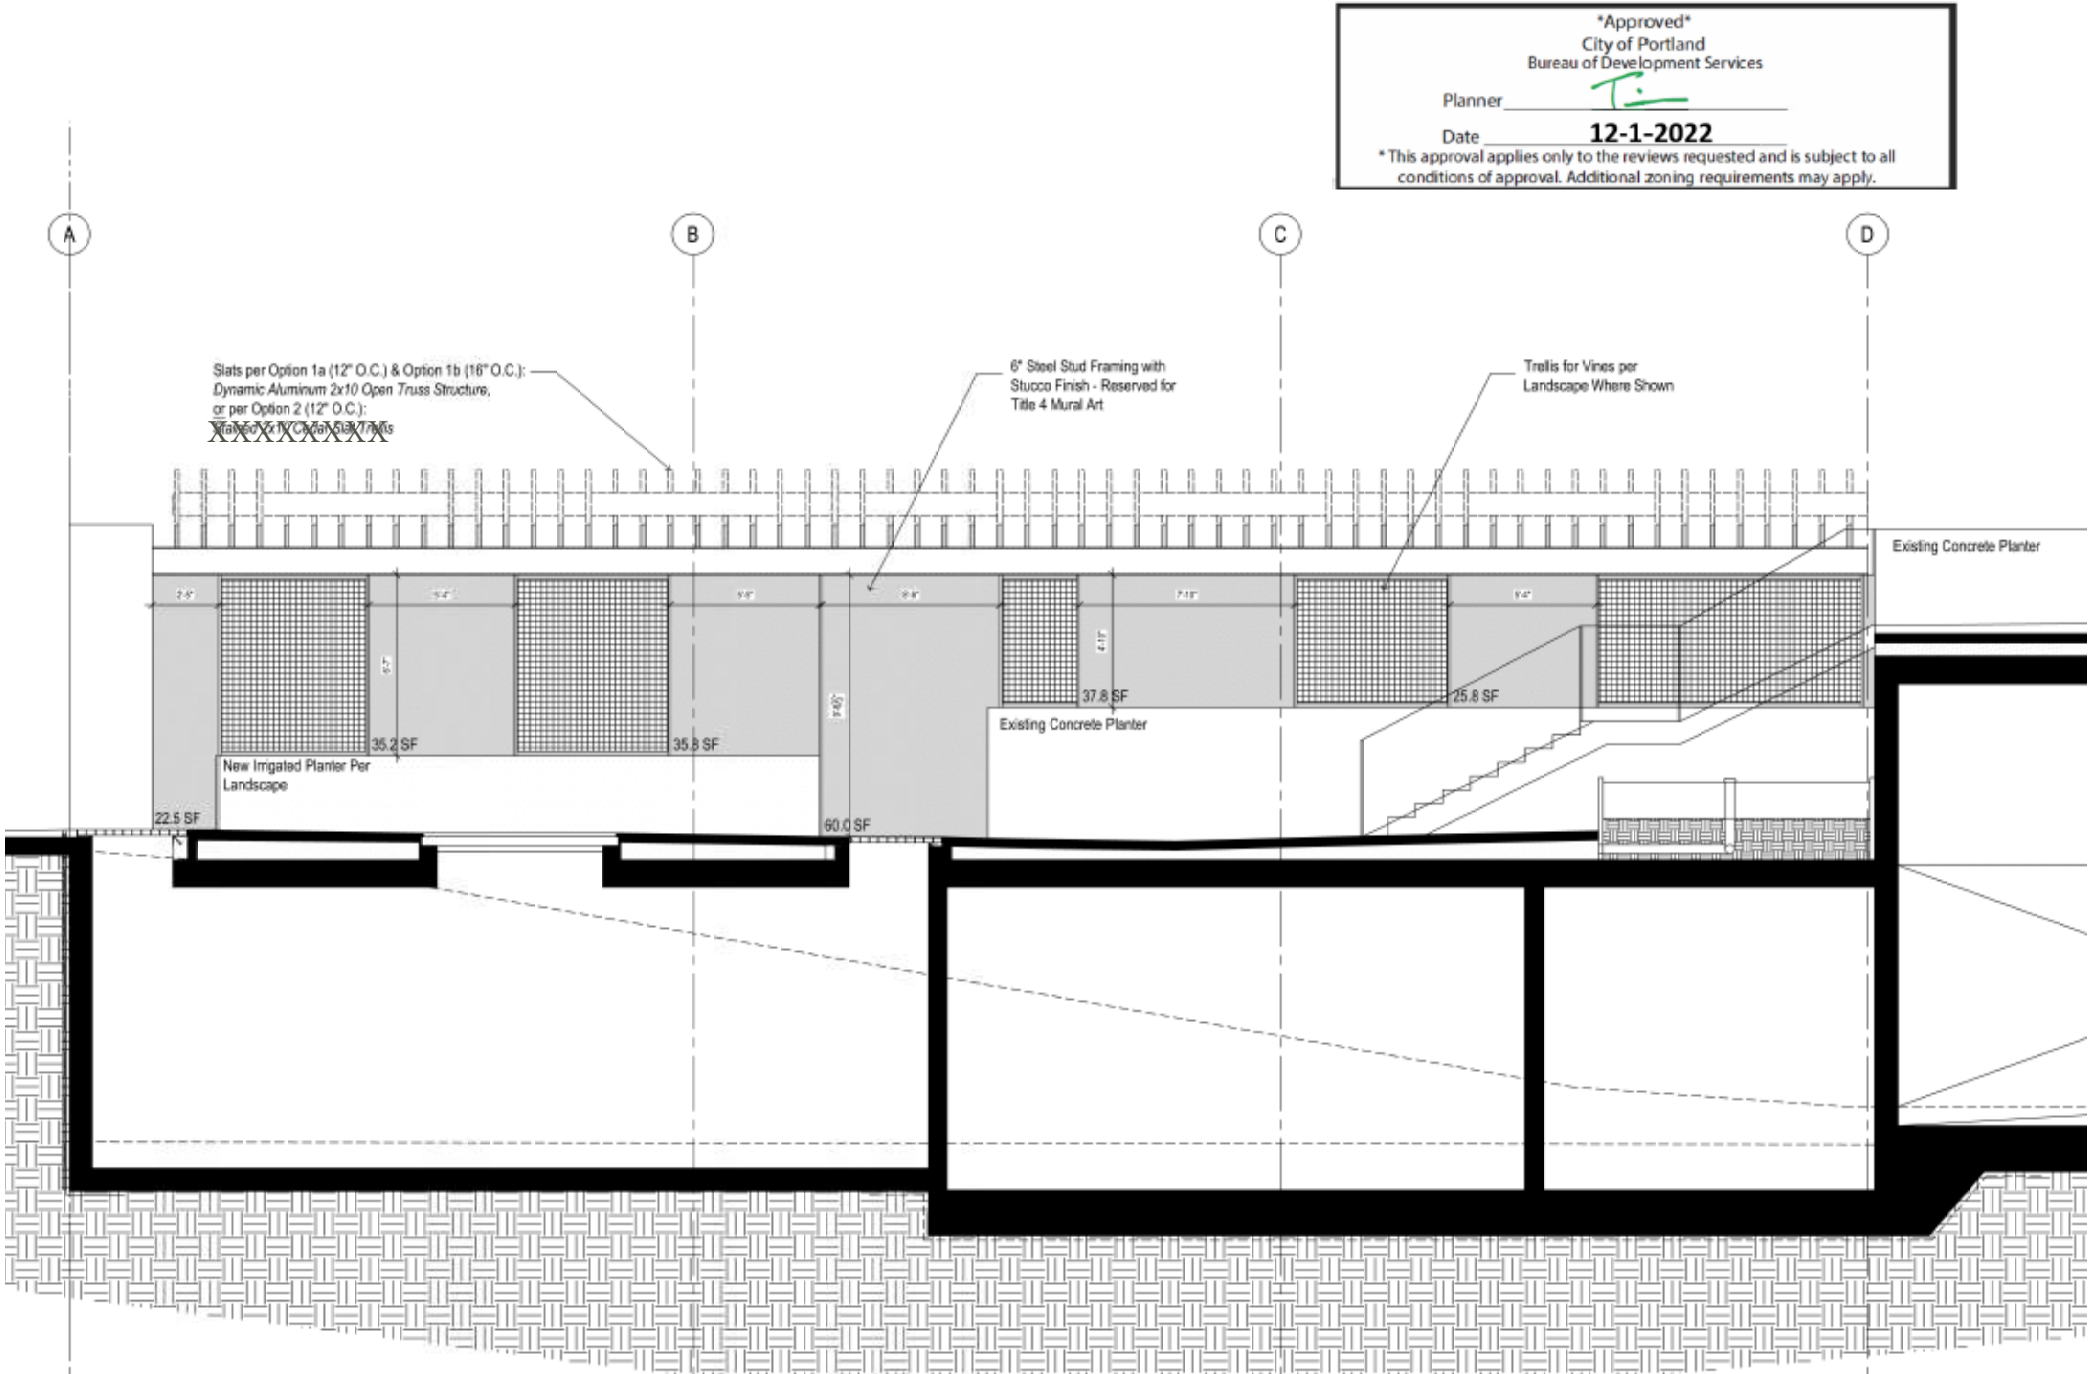 *Approved*
City of Portland
Bureau of Development Services
Planner
Date 12-1-2022
*This approval applies only to the reviews requested and is subject to all
conditions of approval. Additional zoning requirements may apply.
A
B
C
D
Slats per Option 1a (12" O.C.) & Option 1b (16" O.C.):
Dynamic Aluminum 2x10 Open Truss Structure,
or per Option 2 (12" O.C.):
XXXXXXXX
6" Steel Stud Framing with
Stucco Finish - Reserved for
Title 4 Mural Art
Trellis for Vines per
Landscape Where Shown
Existing Concrete Planter
7'-10"
4'-10"
37.8 SF
25.8 SF
35.2 SF
35.8 SF
Existing Concrete Planter
New Irrigated Planter Per
Landscape
22.5 SF
60.0 SF